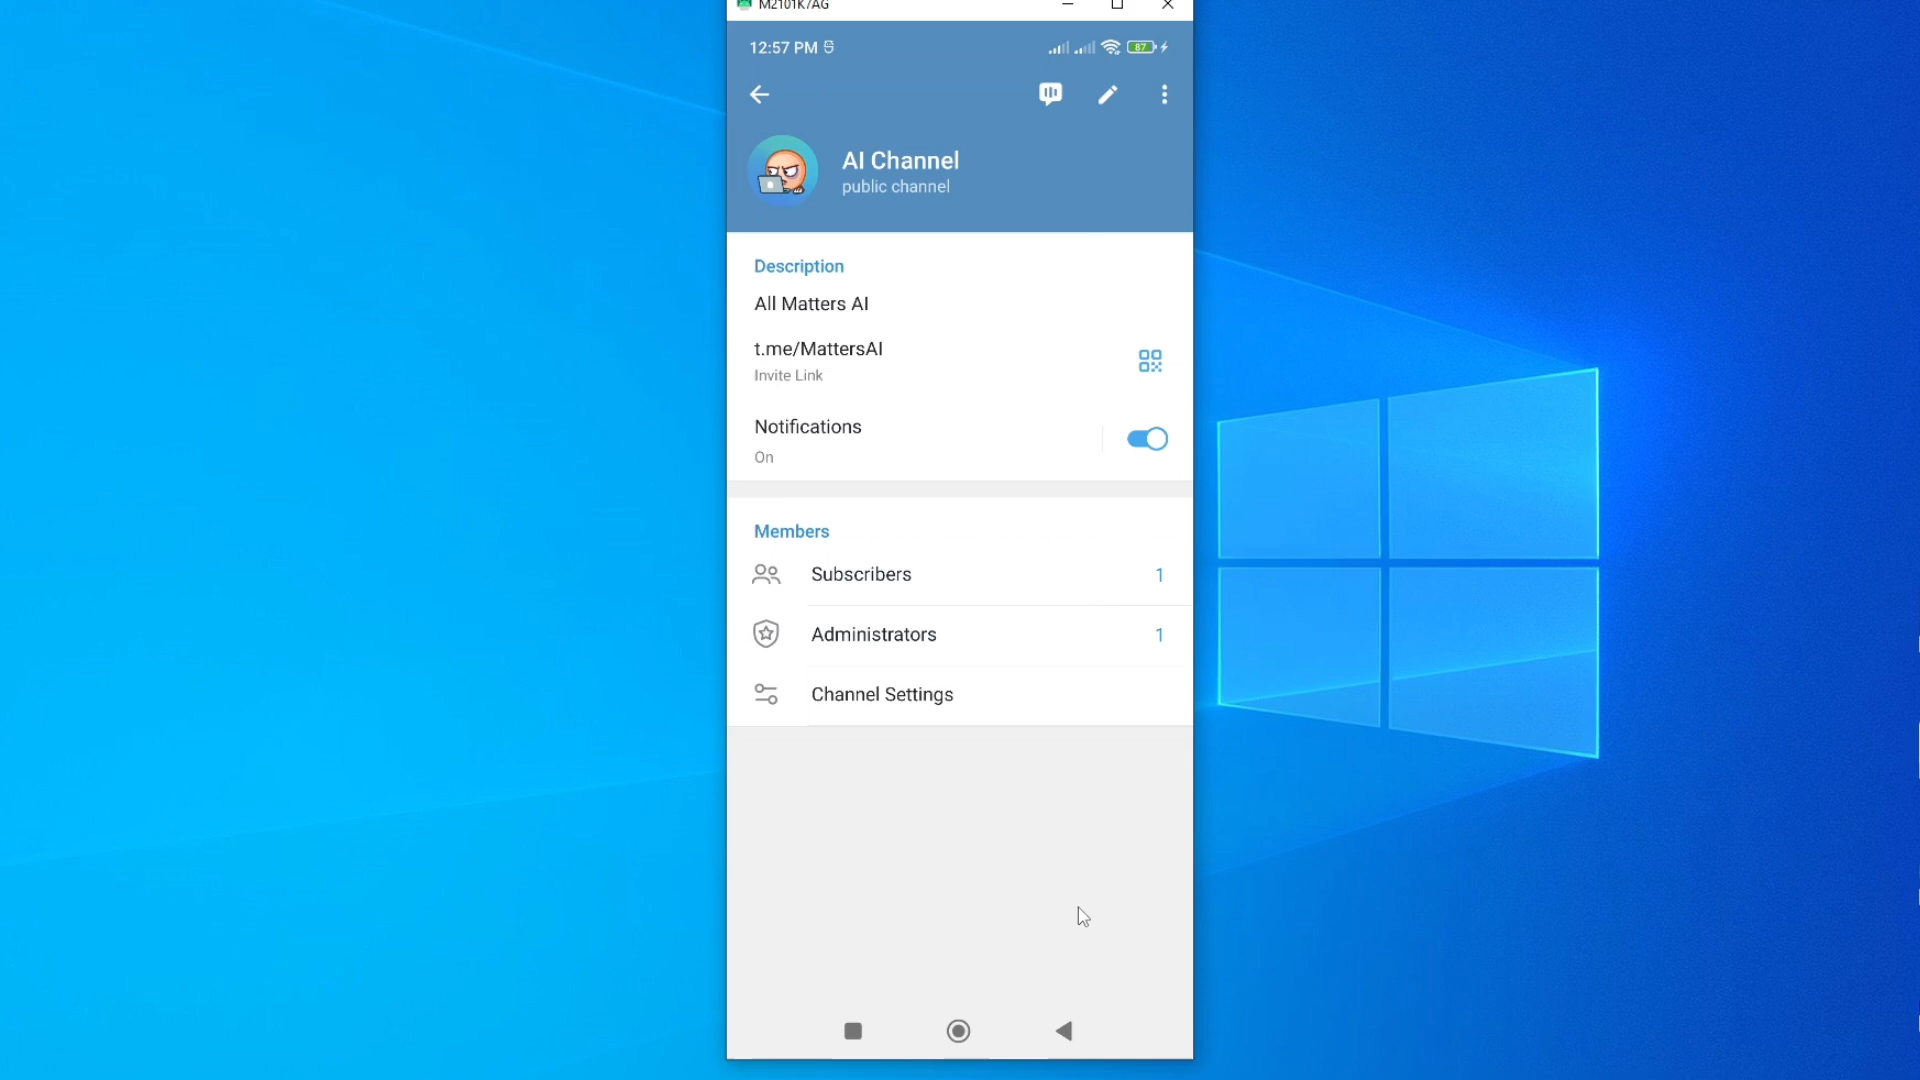 M2101K7AG
12:57 PM
87
AI Channel
public channel
Description
All Matters AI
t.me/MattersAI
Invite Link
Notifications
On
Members
Subscribers 1
Administrators 1
Channel Settings